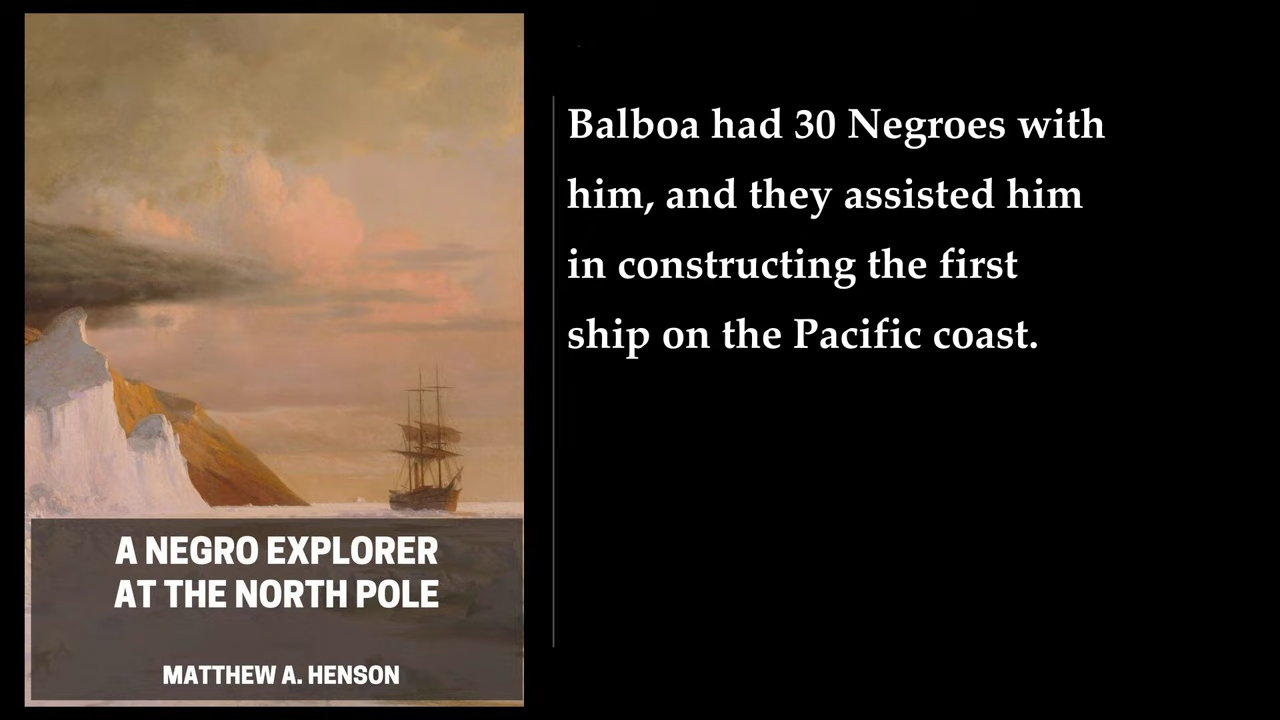 Balboa had 30 Negroes with
him, and they assisted him
in constructing the first
ship on the Pacific coast.
A NEGRO EXPLORER
AT THE NORTH POLE
MATTHEW A. HENSON